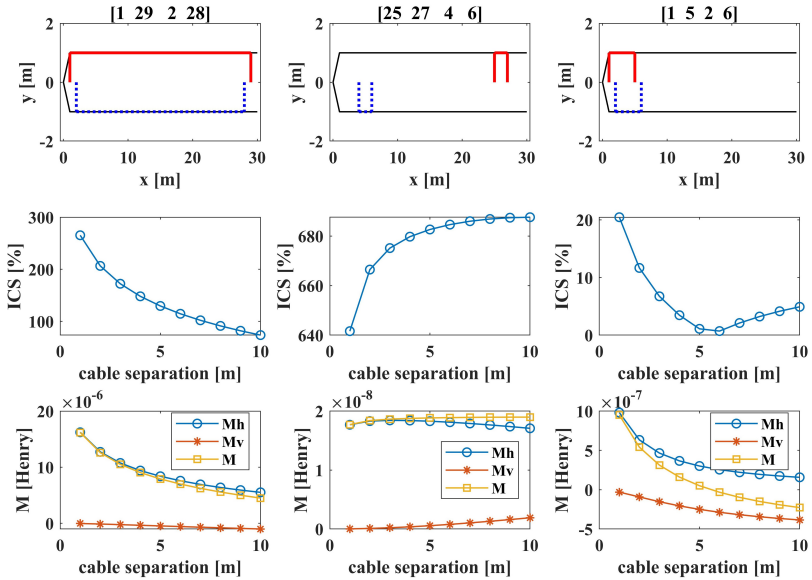 [1 29 2 28]
y [m]
2
0
-2
0 10 20 30
x [m]
[25 27 4 6]
y [m]
2
0
-2
0 10 20 30
x [m]
[1 5 2 6]
y [m]
2
0
-2
0 10 20 30
x [m]
ICS [%]
300
200
100
0 5 10
cable separation [m]
ICS [%]
680
660
640
0 5 10
cable separation [m]
ICS [%]
20
10
0
0 5 10
cable separation [m]
×10-6
M [Henry]
20
10
0
Mh
Mv
M
0 5 10
cable separation [m]
×10-8
M [Henry]
2
1
0
Mh
Mv
M
0 5 10
cable separation [m]
×10-7
M [Henry]
10
5
0
-5
Mh
Mv
M
0 5 10
cable separation [m]